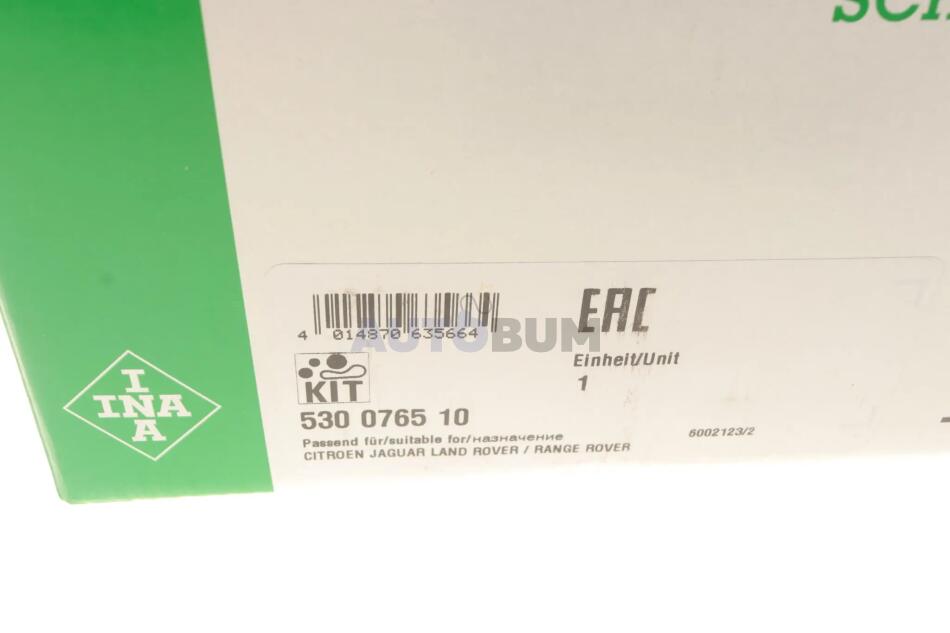 SCH
EAC
4 014870 635664
AUTOBUM
Einheit/Unit
1
KIT
530 0765 10
Passend für/suitable for/назначение
CITROEN JAGUAR LAND ROVER / RANGE ROVER
6002123/2
I
INA
A